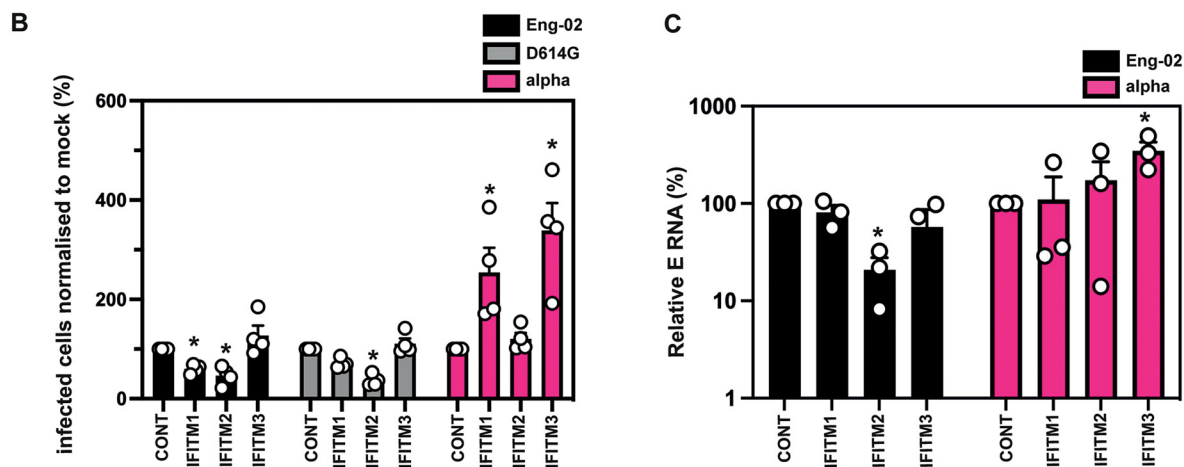 B
Eng-02
D614G
alpha
infected cells normalised to mock (%)
600
400
200
100
0
*
*
*
*
*
CONT
IFITM1
IFITM2
IFITM3
CONT
IFITM1
IFITM2
IFITM3
CONT
IFITM1
IFITM2
IFITM3
C
Eng-02
alpha
Relative E RNA (%)
1000
100
10
1
*
*
CONT
IFITM1
IFITM2
IFITM3
CONT
IFITM1
IFITM2
IFITM3